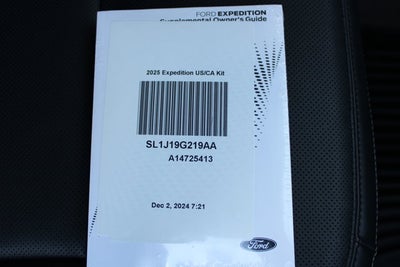 FORD EXPEDITION
Supplemental Owner's Guide
2025 Expedition US/CA Kit
SL1J19G219AA
A14725413
Dec 2, 2024 7:21
Ford